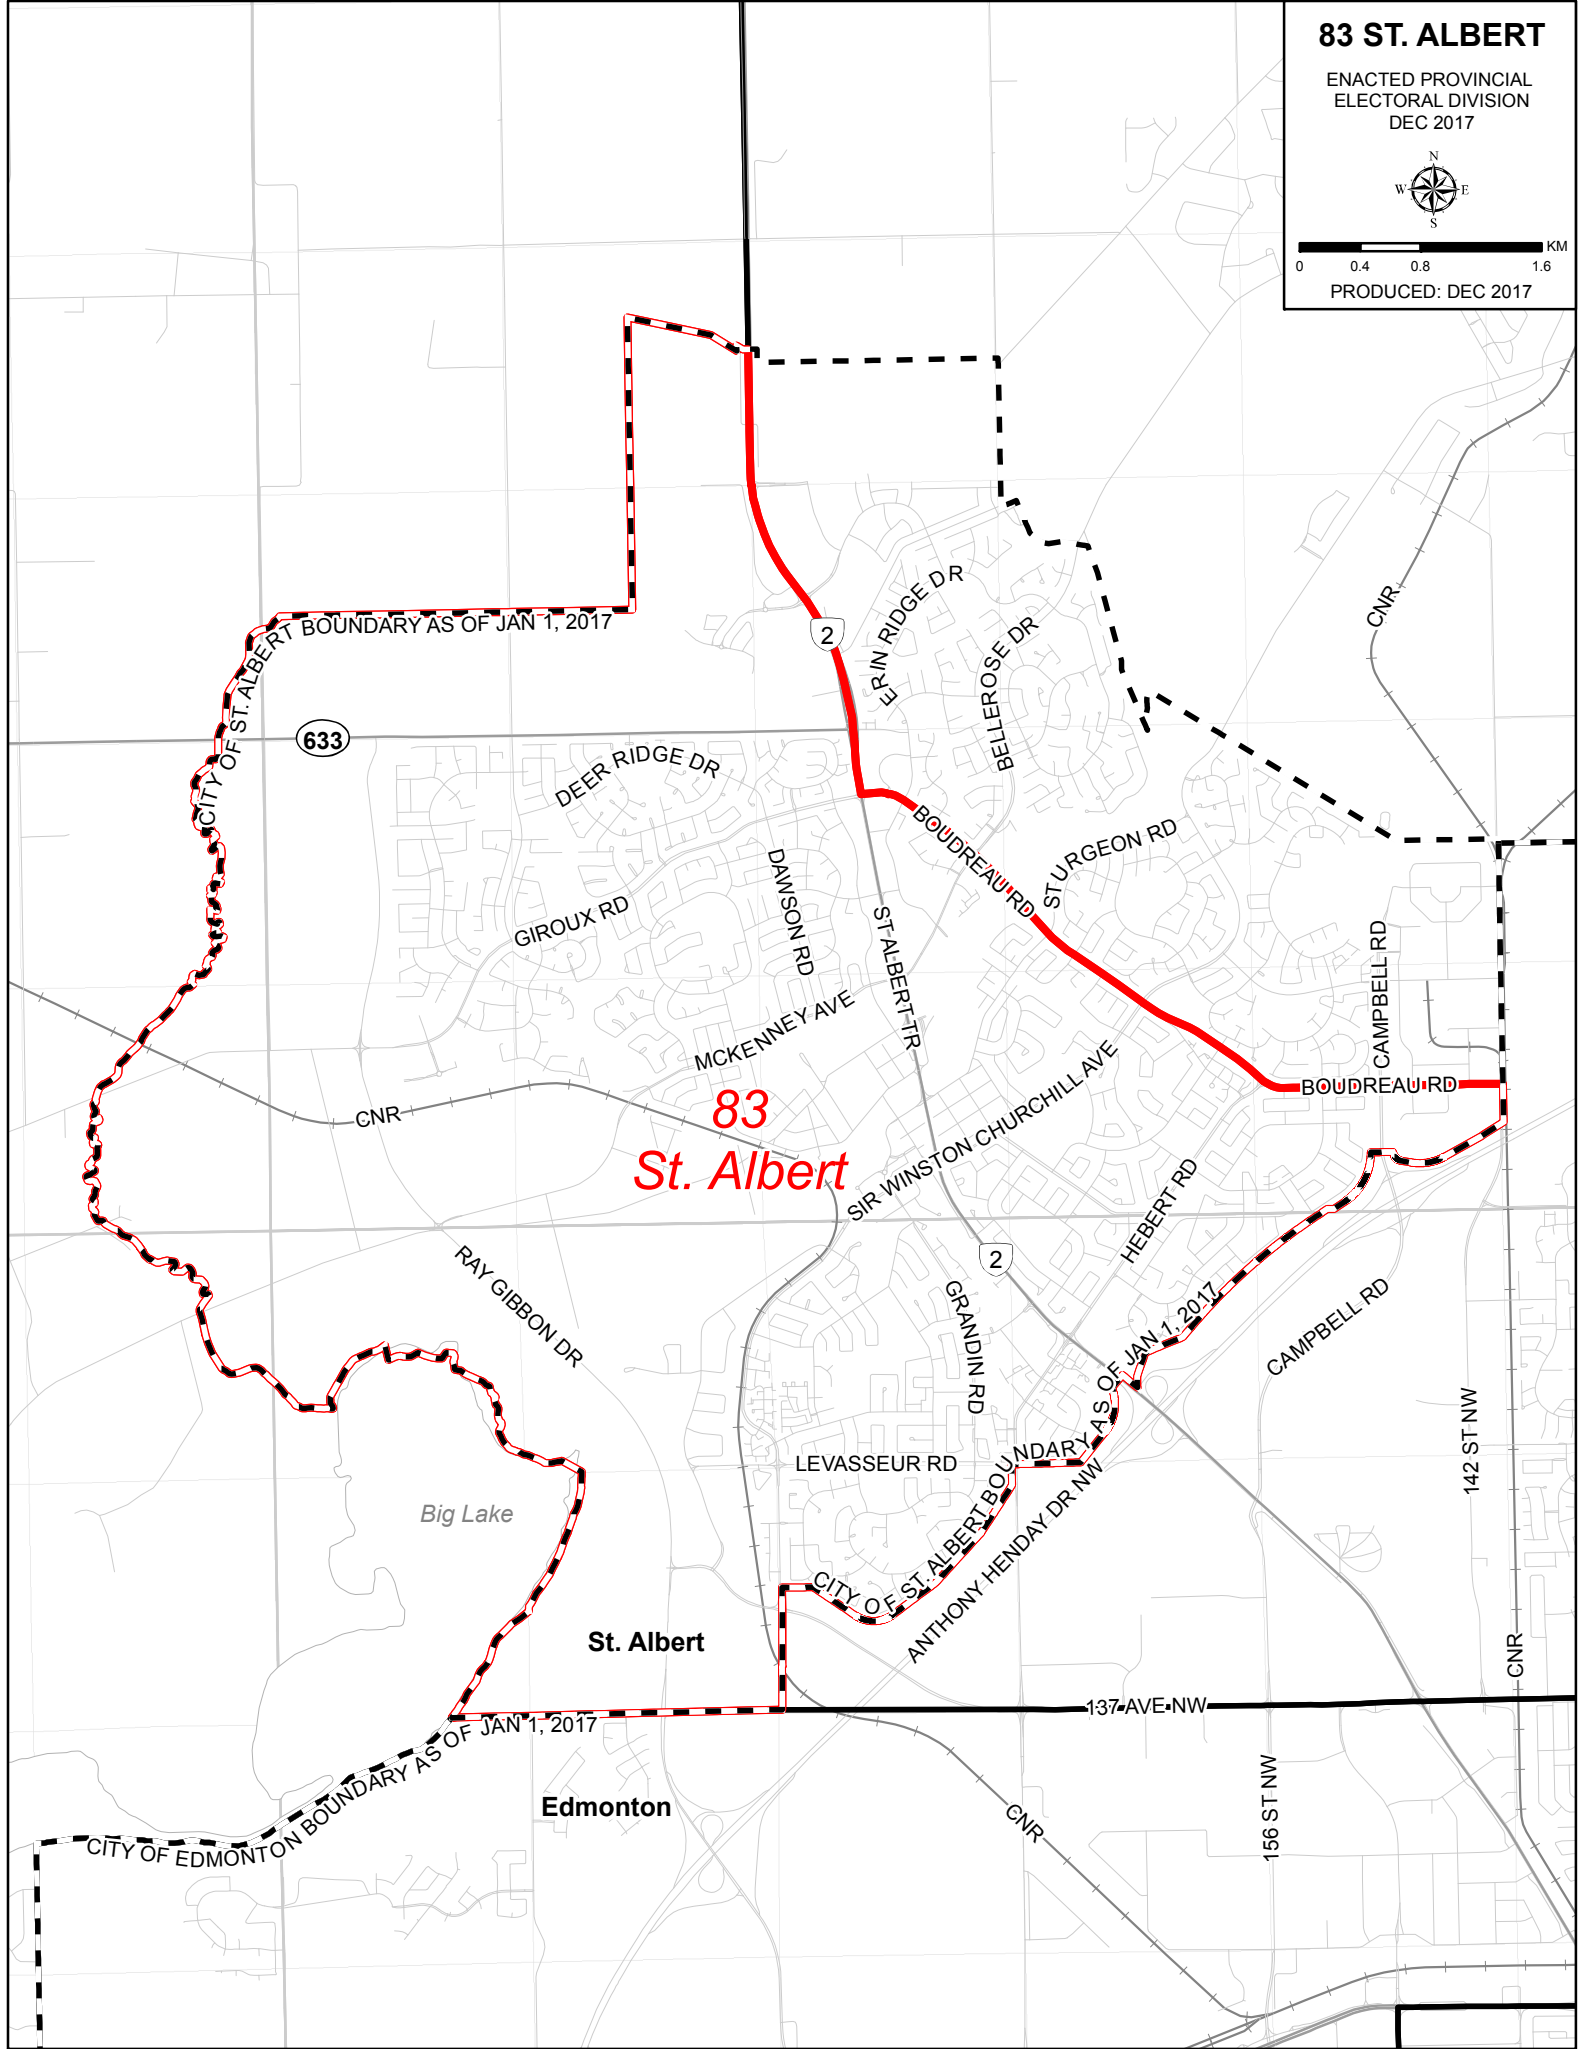 83 ST. ALBERT
ENACTED PROVINCIAL
ELECTORAL DIVISION
DEC 2017
N
W E
S
KM
0 0.4 0.8 1.6
PRODUCED: DEC 2017
CNR
ERIN RIDGE DR
BELLEROSE DR
2
CITY OF ST. ALBERT BOUNDARY AS OF JAN 1, 2017
633
DEER RIDGE DR
BOUDREAU RD
STURGEON RD
DAWSON RD
GIROUX RD
ST ALBERT TR
CAMPBELL RD
MCKENNEY AVE
SIR WINSTON CHURCHILL AVE
BOUDREAU RD
CNR
83
St. Albert
HEBERT RD
RAY GIBBON DR
2
GRANDIN RD
CAMPBELL RD
142 ST NW
LEVASSEUR RD
CITY OF ST. ALBERT BOUNDARY AS OF JAN. 1, 2017
ANTHONY HENDAY DR NW
Big Lake
St. Albert
CNR
137 AVE NW
CITY OF EDMONTON BOUNDARY AS OF JAN 1, 2017
Edmonton
CNR
156 ST NW